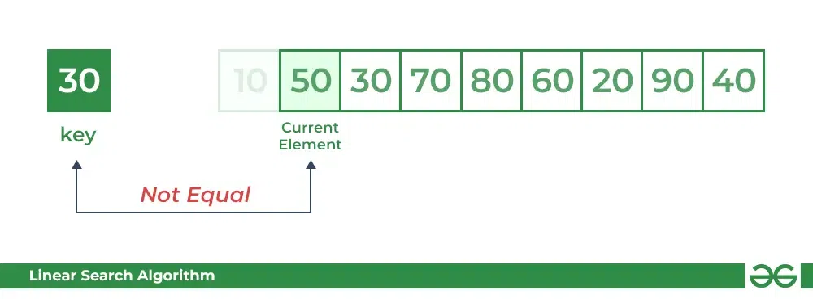 30 10 50 30 70 80 60 20 90 40
key
Current
Element
Not Equal
Linear Search Algorithm